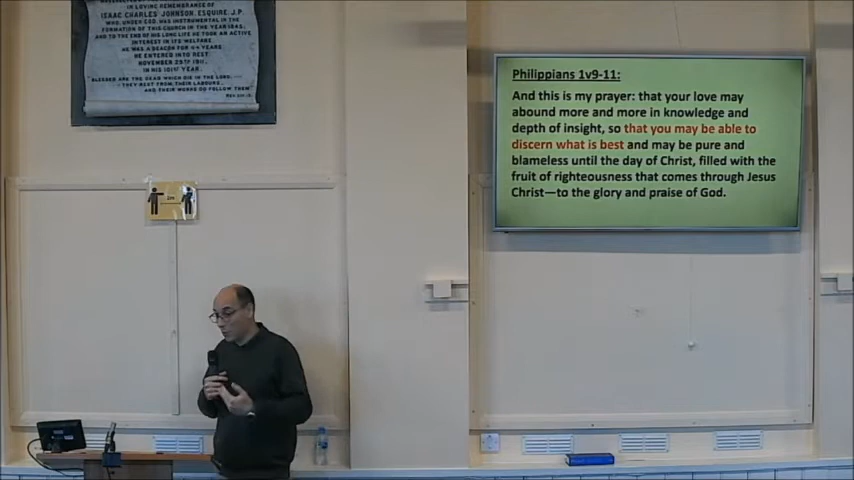 IN LOVING REMEMBRANCE OF
ISAAC CHARLES JOHNSON, ESQUIRE, J.P.
WHO, UNDER GOD, WAS INSTRUMENTAL IN THE
FORMATION OF THIS CHURCH IN THE YEAR 1843,
AND TO THE END OF HIS LONG LIFE HE TOOK AN ACTIVE
INTEREST IN ITS WELFARE.
HE WAS A DEACON FOR YEARS
HE ENTERED INTO REST
NOVEMBER 29TH 1911,
IN HIS 101ST YEAR.
BLESSED ARE THE DEAD WHICH DIE IN THE LORD
THEY REST FROM THEIR LABOURS,
AND THEIR WORKS DO FOLLOW THEM
2m
Philippians 1v9-11:
And this is my prayer: that your love may
abound more and more in knowledge and
depth of insight, so that you may be able to
discern what is best and may be pure and
blameless until the day of Christ, filled with the
fruit of righteousness that comes through Jesus
Christ—to the glory and praise of God.